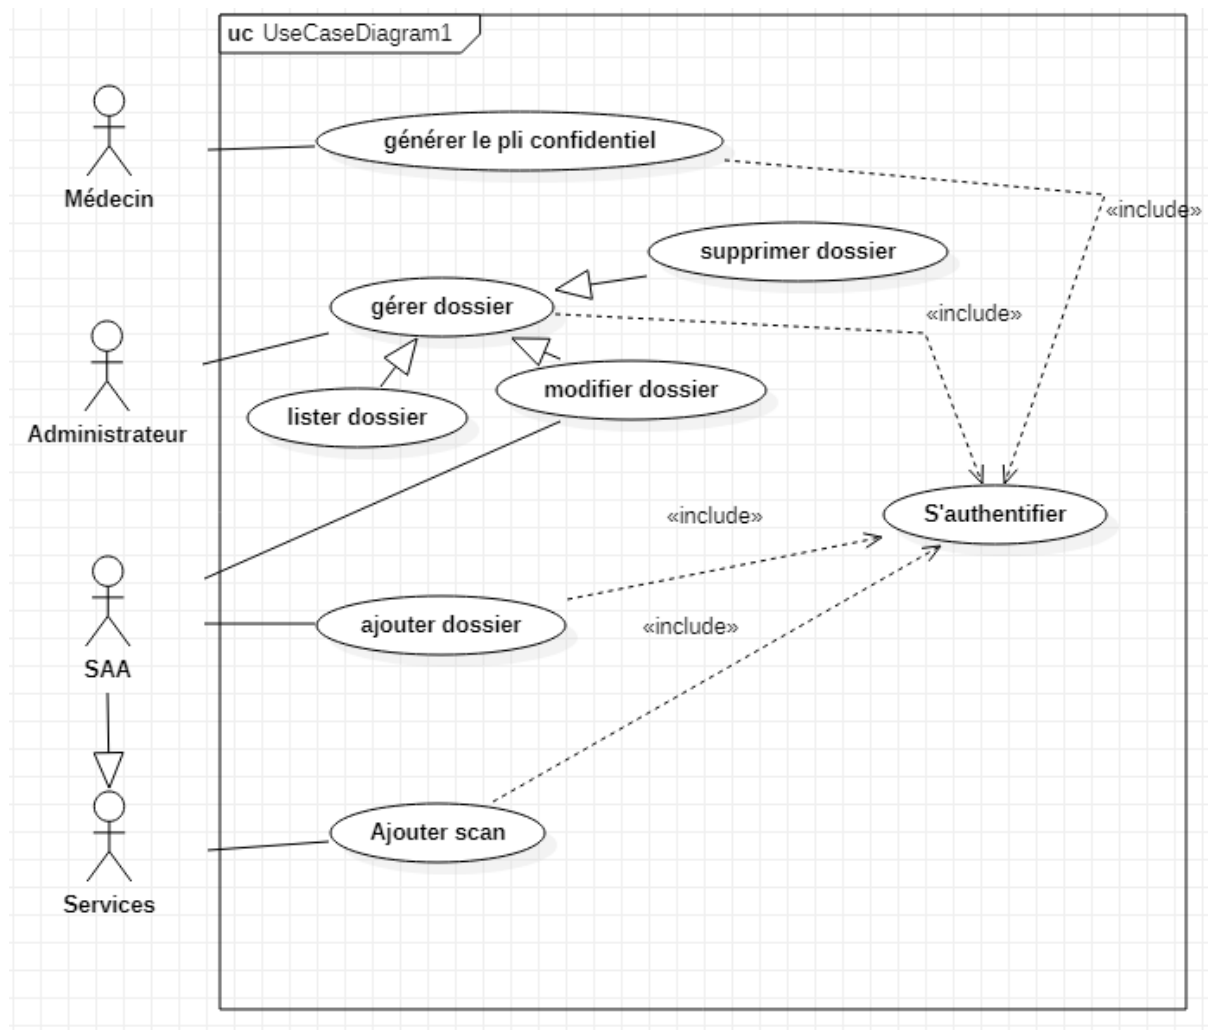 uc UseCaseDiagram1
générer le pli confidentiel
Médecin
«include»
supprimer dossier
gérer dossier
«include»
modifier dossier
lister dossier
Administrateur
«include»
S'authentifier
ajouter dossier
«include»
SAA
Ajouter scan
Services